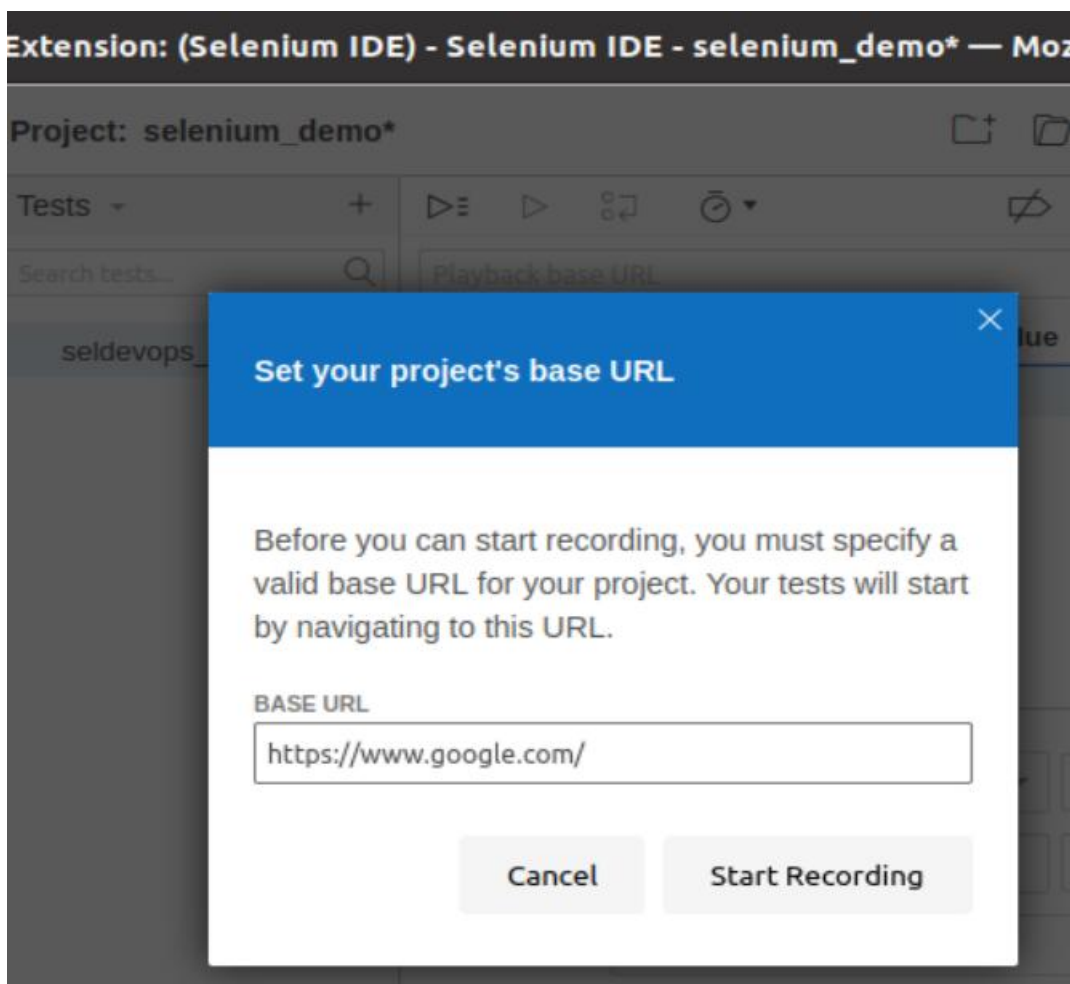 Extension: (Selenium IDE) - Selenium IDE - selenium_demo* — Moz
Project: selenium_demo*
Tests
Search tests...
Playback base URL
seldevops_
lue
Set your project's base URL
Before you can start recording, you must specify a
valid base URL for your project. Your tests will start
by navigating to this URL.
BASE URL
https://www.google.com/
Cancel Start Recording